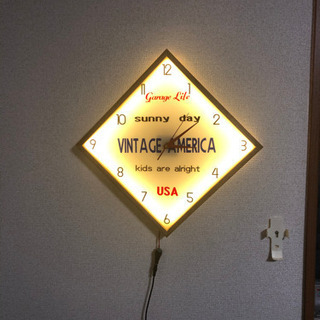 12
11 1
Garage Life
10 sunny day 2
9 VINTAGE AMERICA 3
8 kids are alright 4
7 USA 5
6